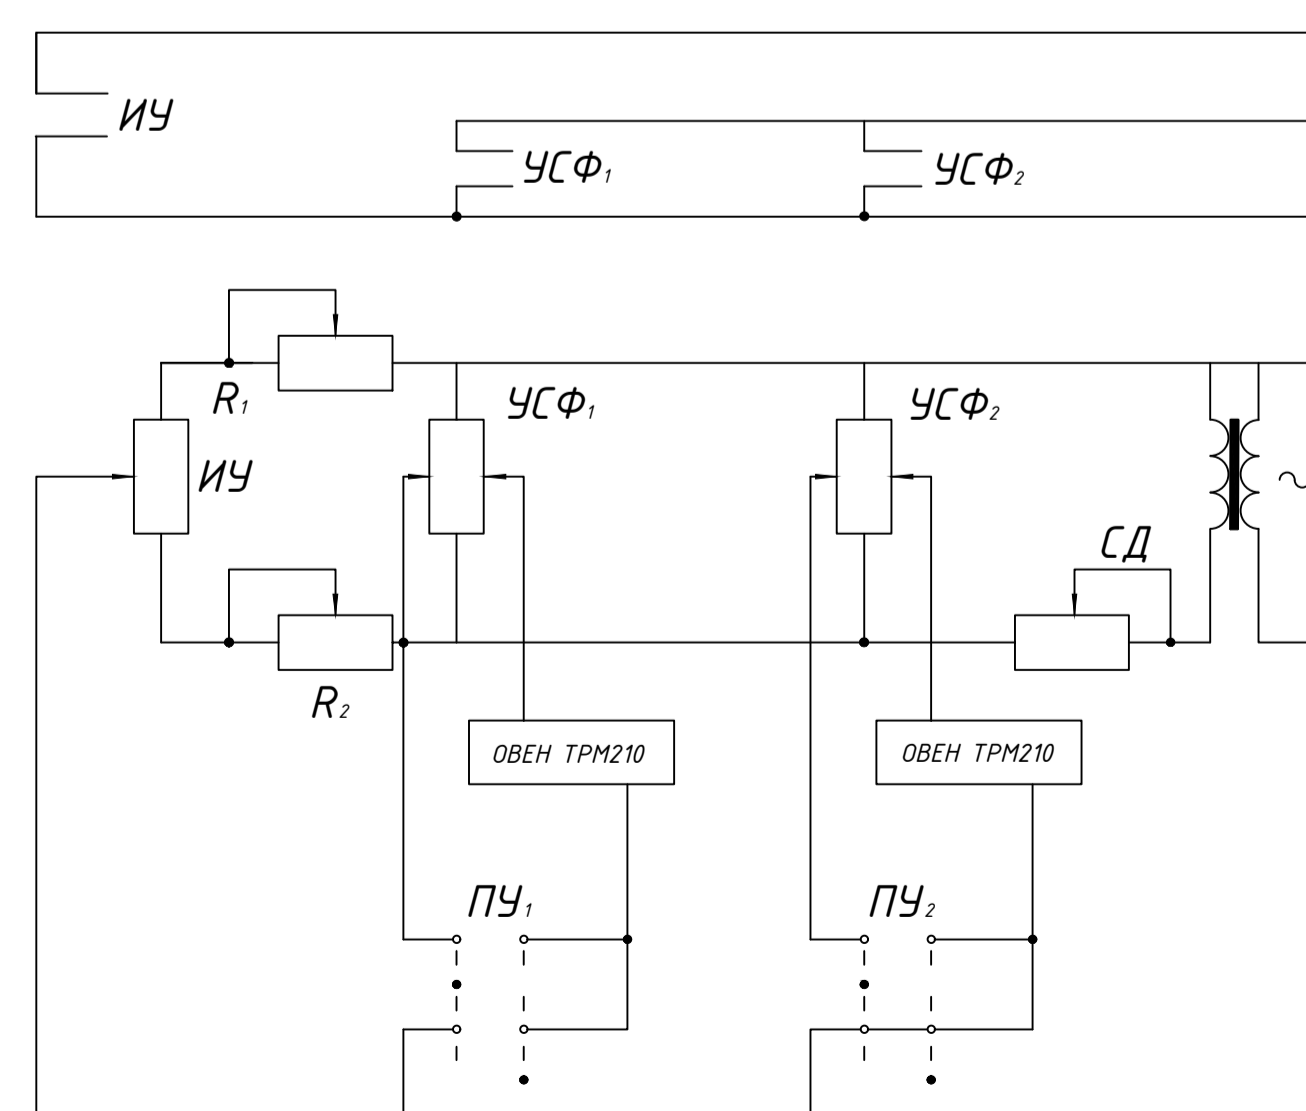 ИУ
УСФ₁
УСФ₂
R₁
УСФ₁
УСФ₂
ИУ
СД
~
R₂
ОВЕН ТРМ210
ОВЕН ТРМ210
ПУ₁
ПУ₂